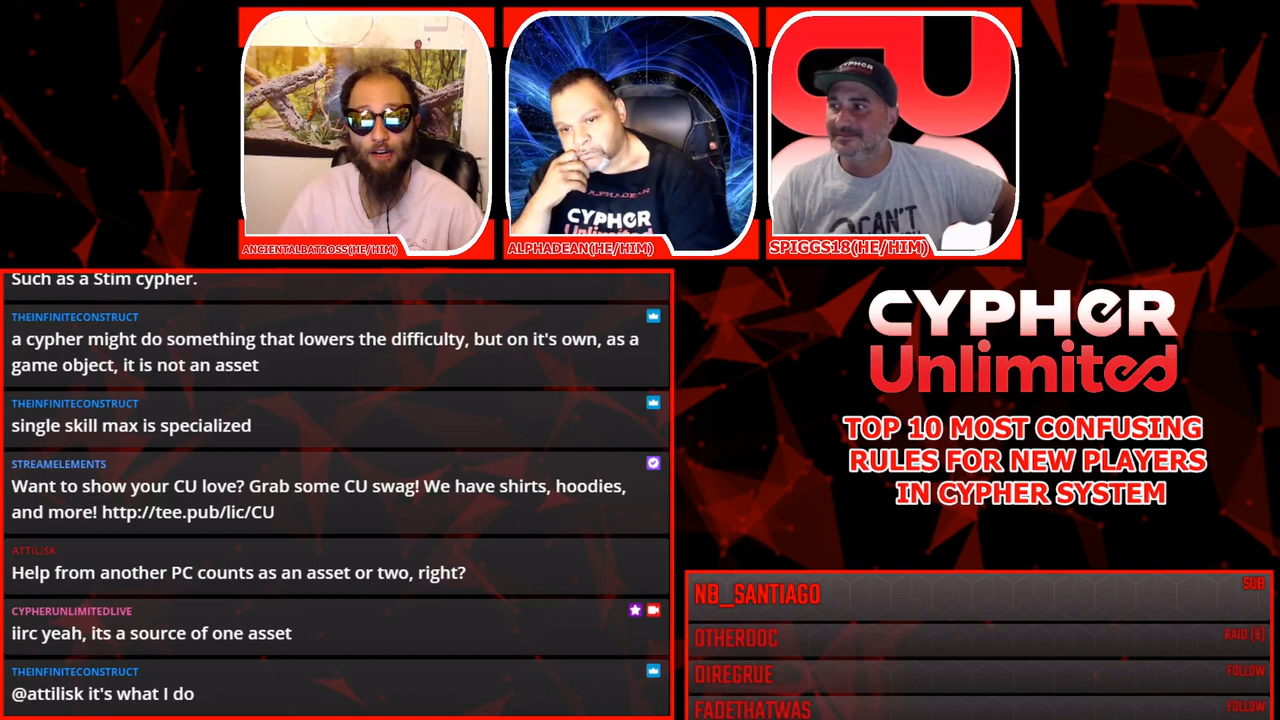 ANCIENTALBATROSS(HE/HIM)
ALPHADEAN(HE/HIM)
SPIGGS18(HE/HIM)
CYPHER
ALPHADEAN
CYPHER
Unlimited
CAN'T
CU
Such as a Stim cypher.
THEINFINITECONSTRUCT
a cypher might do something that lowers the difficulty, but on it's own, as a
game object, it is not an asset
THEINFINITECONSTRUCT
single skill max is specialized
STREAMELEMENTS
Want to show your CU love? Grab some CU swag! We have shirts, hoodies,
and more! http://tee.pub/lic/CU
ATTILISK
Help from another PC counts as an asset or two, right?
CYPHERUNLIMITEDLIVE
iirc yeah, its a source of one asset
THEINFINITECONSTRUCT
@attilisk it's what I do
CYPHER
Unlimited
TOP 10 MOST CONFUSING
RULES FOR NEW PLAYERS
IN CYPHER SYSTEM
NB_SANTIAGO SUB
OTHERDOC RAID (8)
DIREGRUE FOLLOW
FADETHATWAS FOLLOW